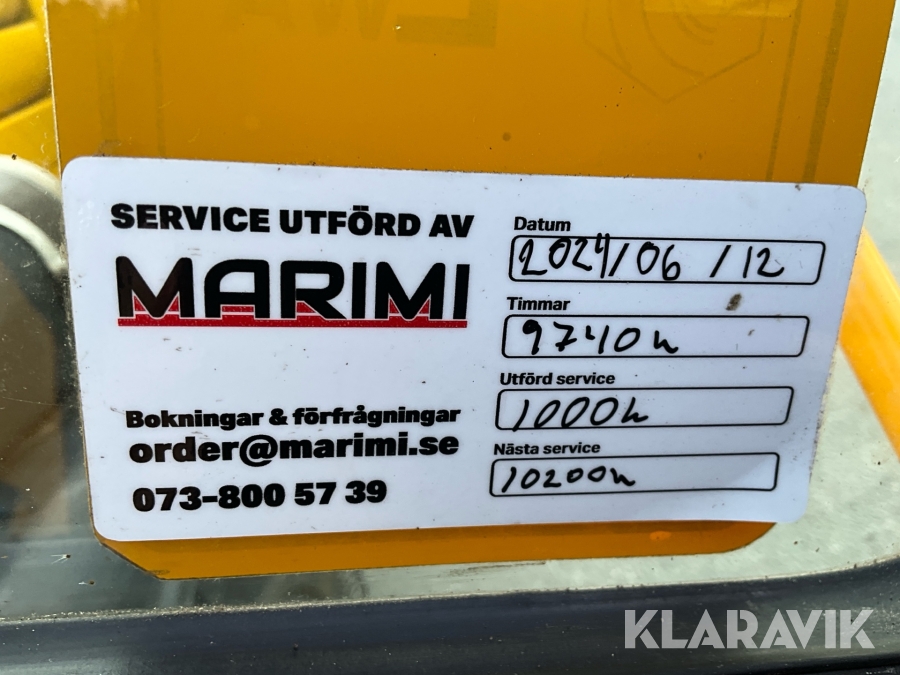 SERVICE UTFÖRD AV
MARIMI
Bokningar & förfrågningar
order@marimi.se
073-800 57 39
Datum
2024/06/12
Timmar
9740h
Utförd service
1000h
Nästa service
10200h
KLARAVIK